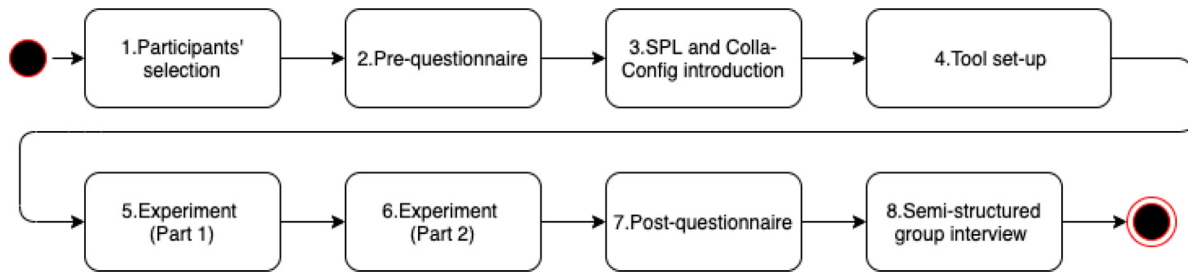 1.Participants'
selection
2.Pre-questionnaire
3.SPL and Colla-
Config introduction
4.Tool set-up
5.Experiment
(Part 1)
6.Experiment
(Part 2)
7.Post-questionnaire
8.Semi-structured
group interview